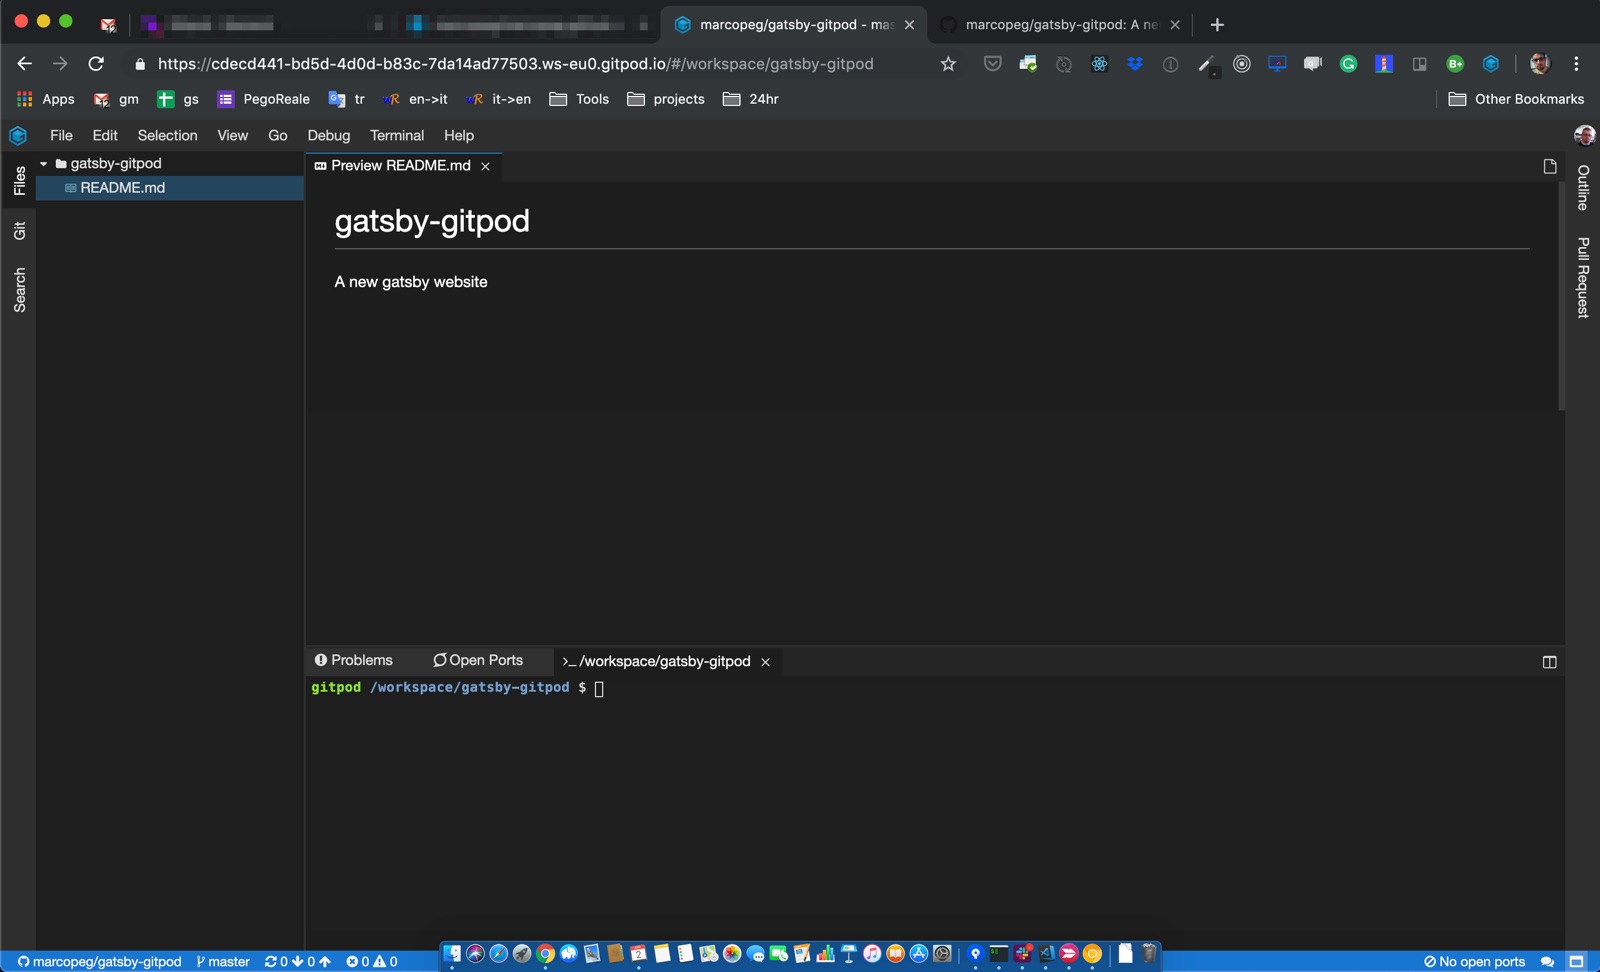 marcopeg/gatsby-gitpod - mas
marcopeg/gatsby-gitpod: A ne
https://cdecd441-bd5d-4d0d-b83c-7da14ad77503.ws-eu0.gitpod.io/#/workspace/gatsby-gitpod
Apps gm gs PegoReale tr en->it it->en Tools projects 24hr Other Bookmarks
File Edit Selection View Go Debug Terminal Help
Files
Git
Search
gatsby-gitpod
README.md
Preview README.md
gatsby-gitpod
A new gatsby website
Outline
Pull Request
Problems Open Ports >_ /workspace/gatsby-gitpod
gitpod /workspace/gatsby-gitpod $
marcopeg/gatsby-gitpod master 0 0 0 0 No open ports